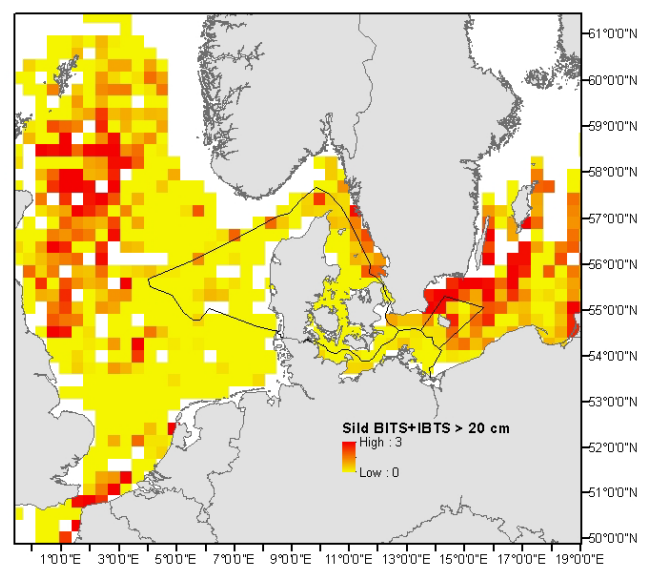 61°0'0"N
60°0'0"N
59°0'0"N
58°0'0"N
57°0'0"N
56°0'0"N
55°0'0"N
54°0'0"N
53°0'0"N
52°0'0"N
51°0'0"N
50°0'0"N
Sild BITS+IBTS > 20 cm
High : 3
Low : 0
1°0'0"E 3°0'0"E 5°0'0"E 7°0'0"E 9°0'0"E 11°0'0"E 13°0'0"E 15°0'0"E 17°0'0"E 19°0'0"E